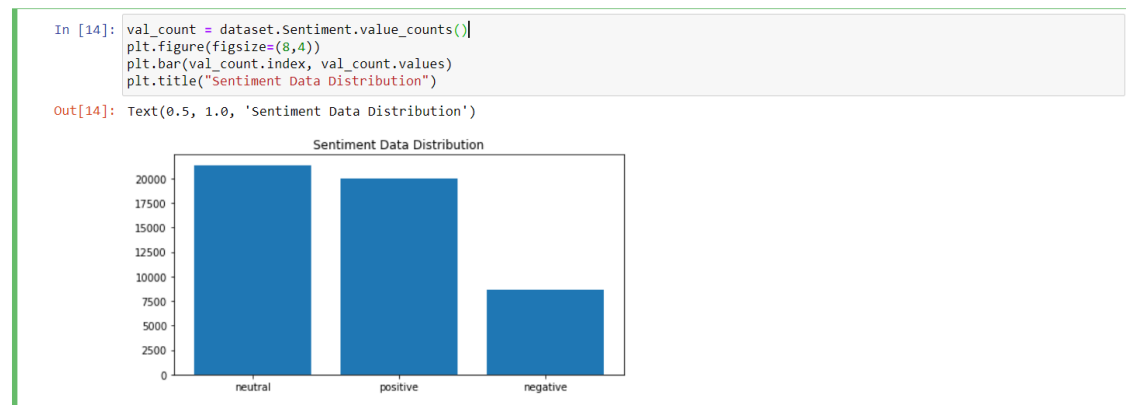 In [14]: val_count = dataset.Sentiment.value_counts()
plt.figure(figsize=(8,4))
plt.bar(val_count.index, val_count.values)
plt.title("Sentiment Data Distribution")
Out[14]: Text(0.5, 1.0, 'Sentiment Data Distribution')
Sentiment Data Distribution
20000
17500
15000
12500
10000
7500
5000
2500
0
neutral positive negative